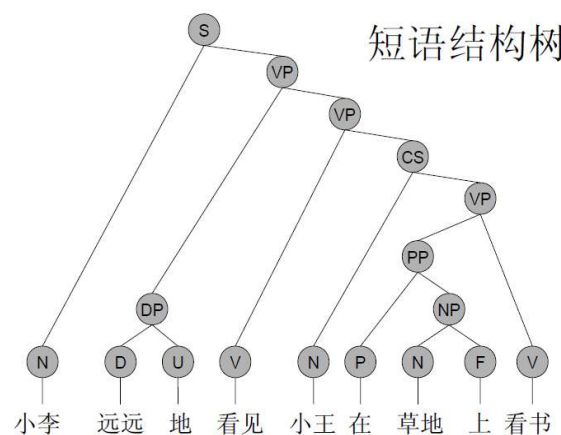 短语结构树
S
VP
VP
CS
VP
PP
DP NP
N D U V N P N F V
小李 远远 地 看见 小王 在 草地 上 看书